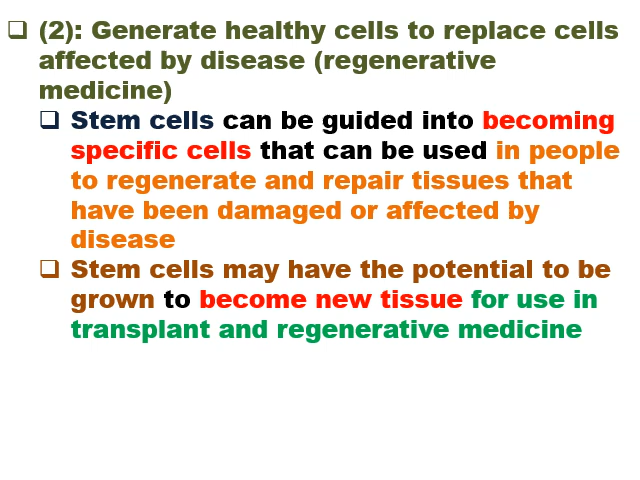 ❑ (2): Generate healthy cells to replace cells
affected by disease (regenerative
medicine)
❑ Stem cells can be guided into becoming
specific cells that can be used in people
to regenerate and repair tissues that
have been damaged or affected by
disease
❑ Stem cells may have the potential to be
grown to become new tissue for use in
transplant and regenerative medicine